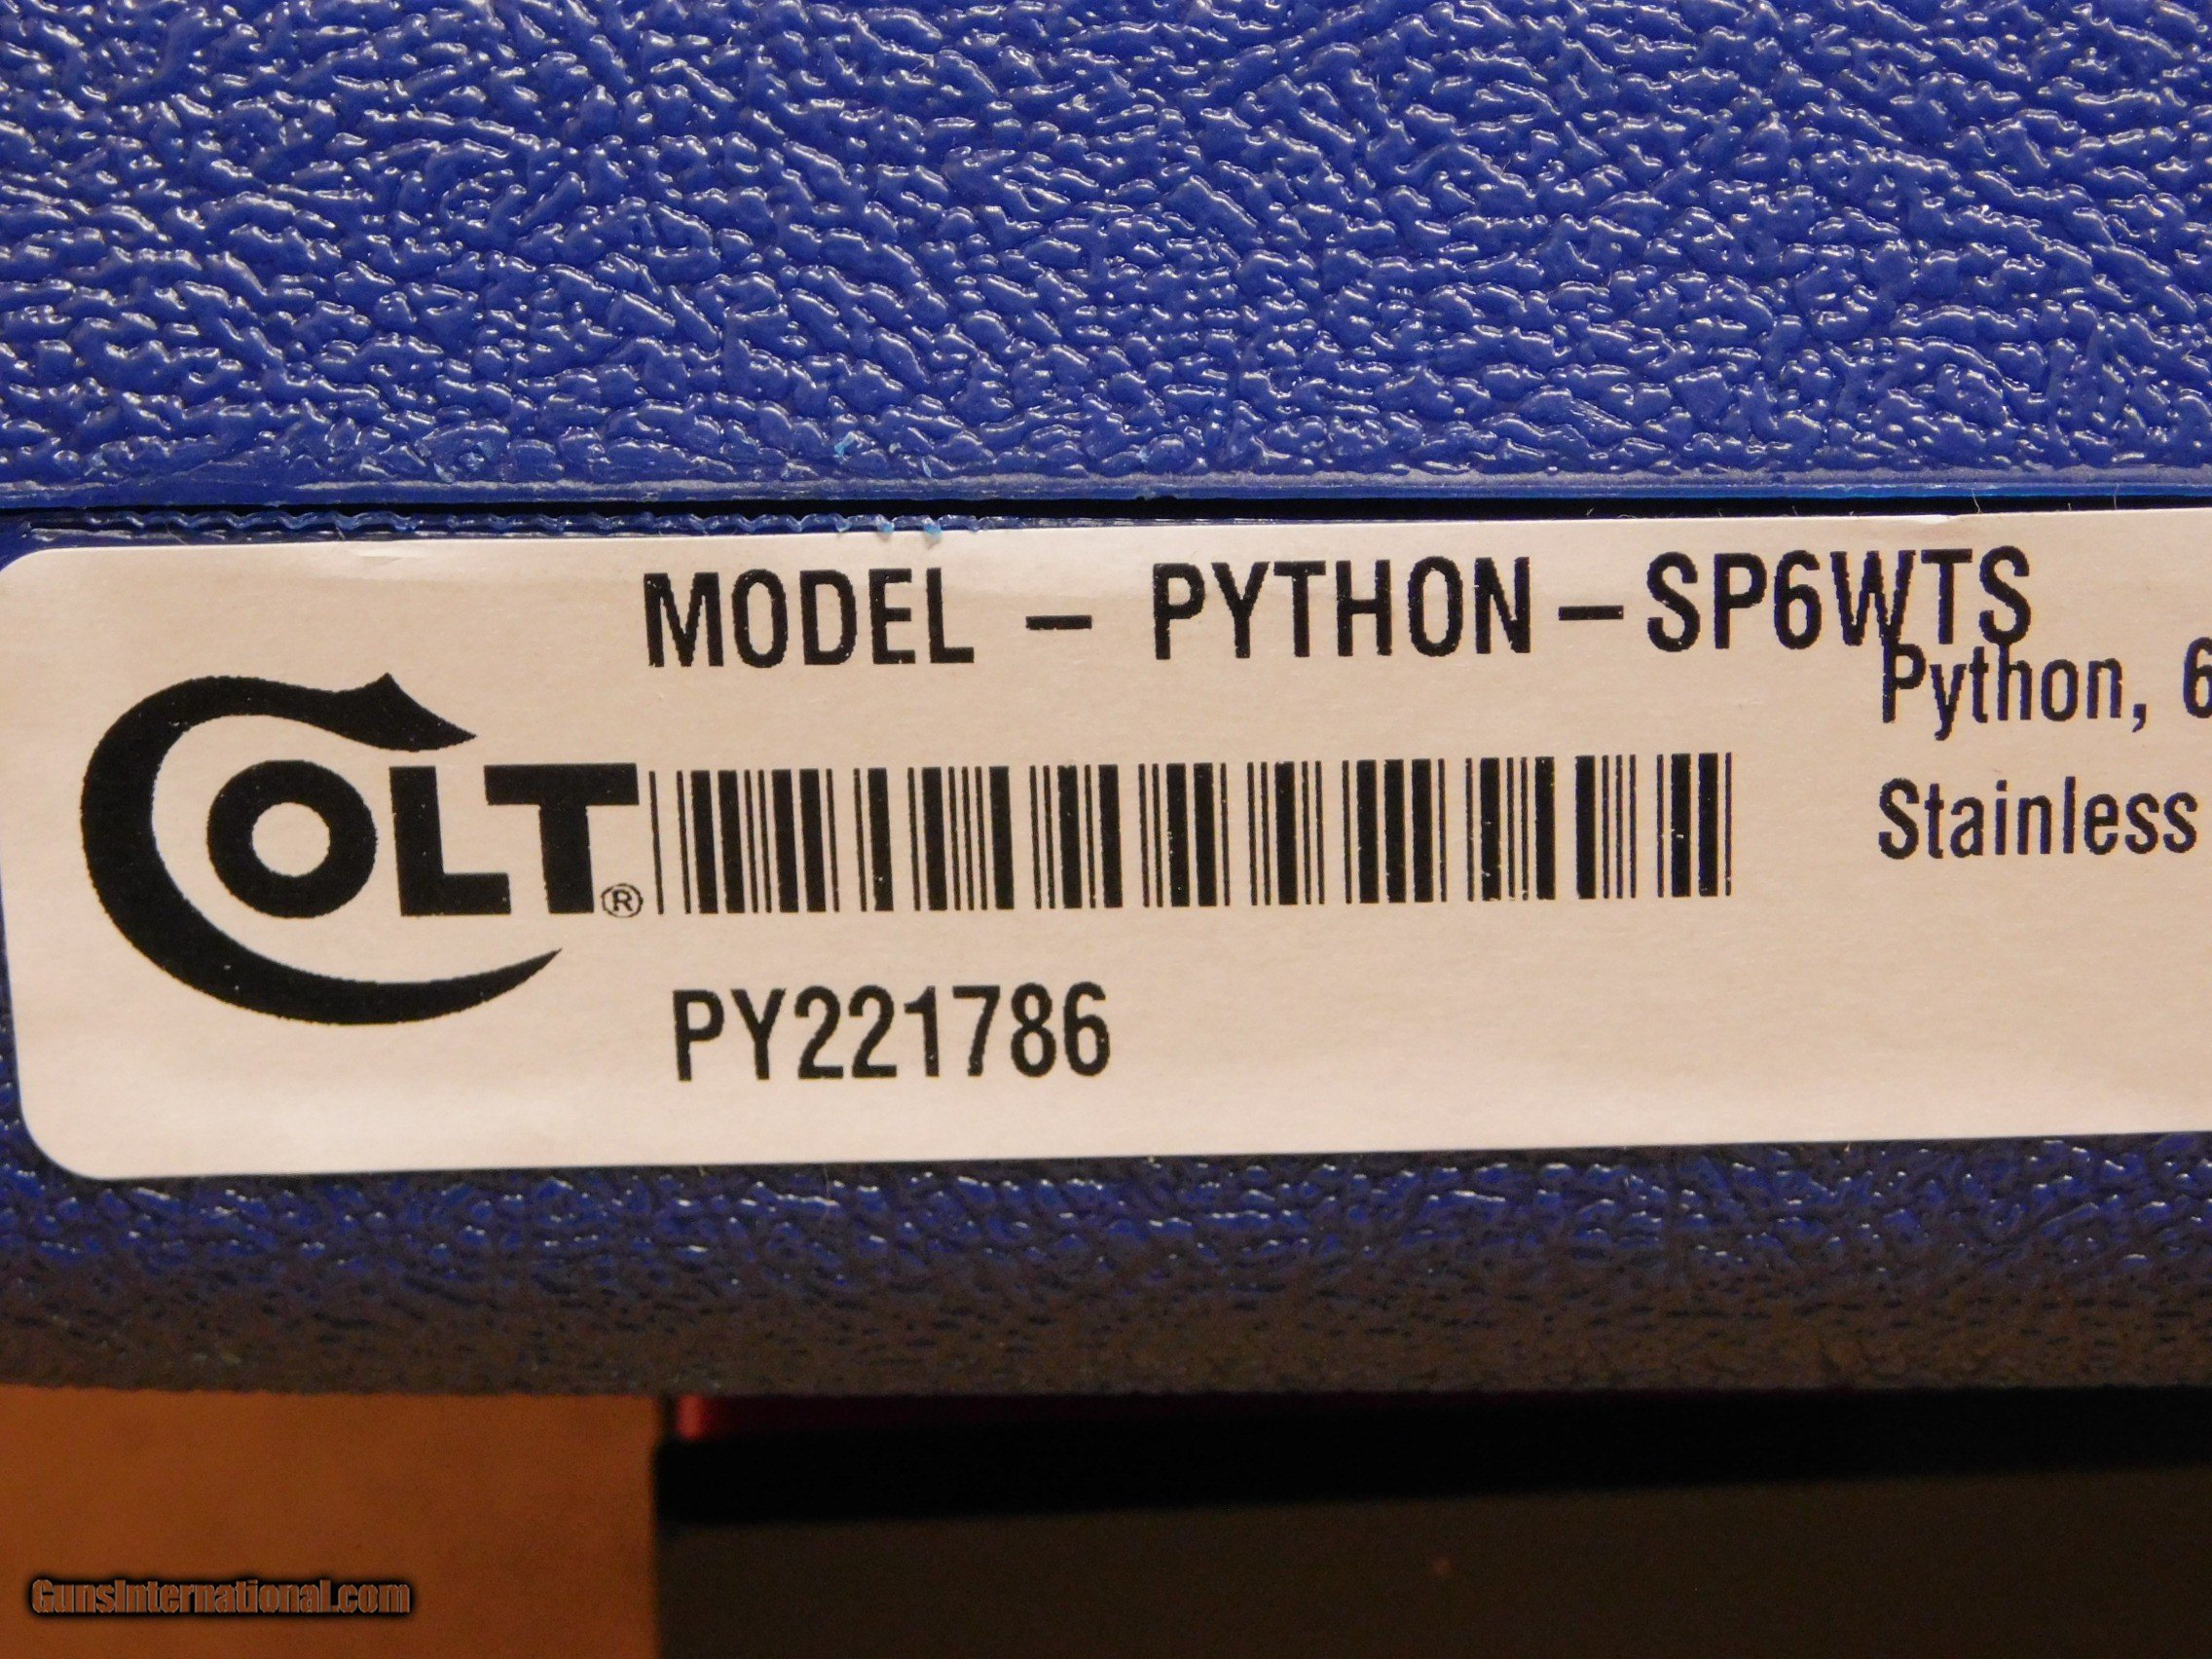 MODEL – PYTHON–SP6WTS
Python, 6
COLT®
Stainless
PY221786
GunsInternational.com